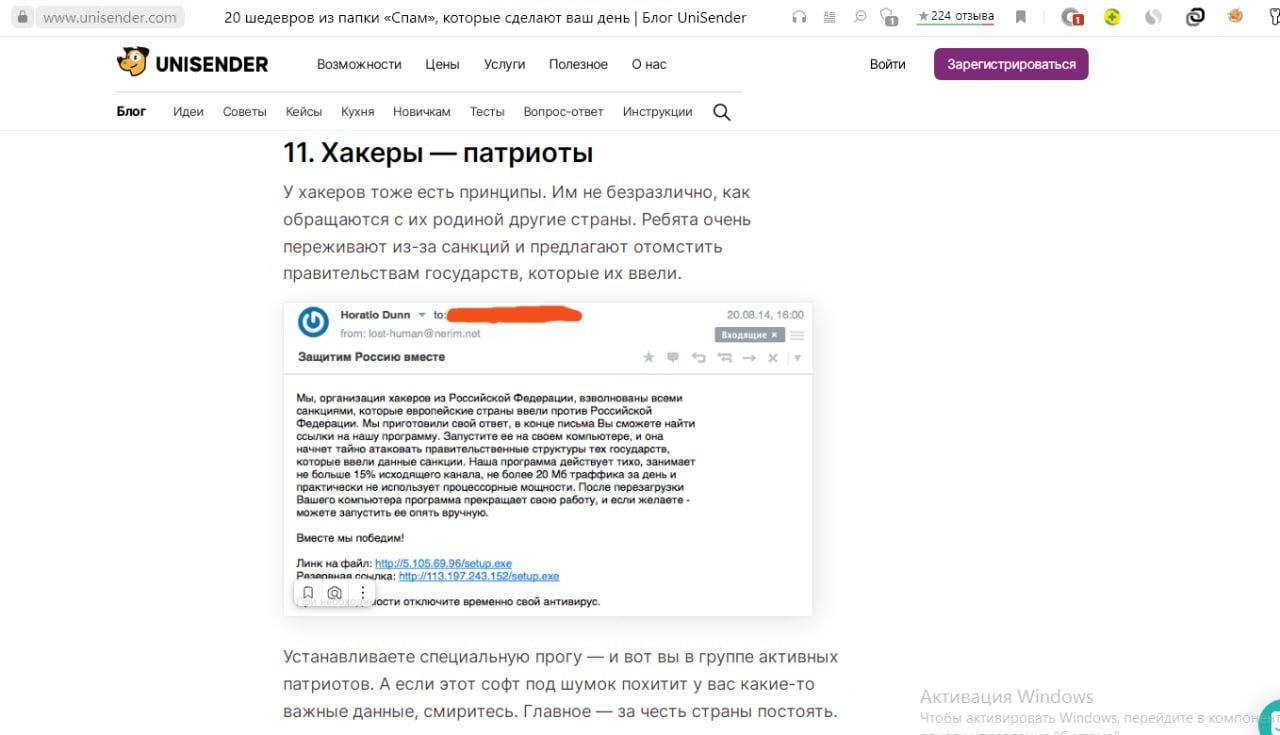 www.unisender.com 20 шедевров из папки «Спам», которые сделают ваш день | Блог UniSender ★ 224 отзыва
UNISENDER Возможности Цены Услуги Полезное О нас Войти Зарегистрироваться
Блог Идеи Советы Кейсы Кухня Новичкам Тесты Вопрос-ответ Инструкции
11. Хакеры — патриоты
У хакеров тоже есть принципы. Им не безразлично, как
обращаются с их родиной другие страны. Ребята очень
переживают из-за санкций и предлагают отомстить
правительствам государств, которые их ввели.
Horatio Dunn to: 20.08.14, 16:00
from: lost-human@nerim.net Входящие ×
Защитим Россию вместе
Мы, организация хакеров из Российской Федерации, взволнованы всеми
санкциями, которые европейские страны ввели против Российской
Федерации. Мы приготовили свой ответ, в конце письма Вы сможете найти
ссылки на нашу программу. Запустите ее на своем компьютере, и она
начнет тайно атаковать правительственные структуры тех государств,
которые ввели данные санкции. Наша программа действует тихо, занимает
не больше 15% исходящего канала, не более 20 Мб траффика за день и
практически не использует процессорные мощности. После перезагрузки
Вашего компьютера программа прекращает свою работу, и если желаете -
можете запустить ее опять вручную.
Вместе мы победим!
Линк на файл: http://5.105.69.96/setup.exe
Резервная ссылка: http://113.197.243.152/setup.exe
При необходимости отключите временно свой антивирус.
Устанавливаете специальную прогу — и вот вы в группе активных
патриотов. А если этот софт под шумок похитит у вас какие-то
важные данные, смиритесь. Главное — за честь страны постоять.
Активация Windows
Чтобы активировать Windows, перейдите в